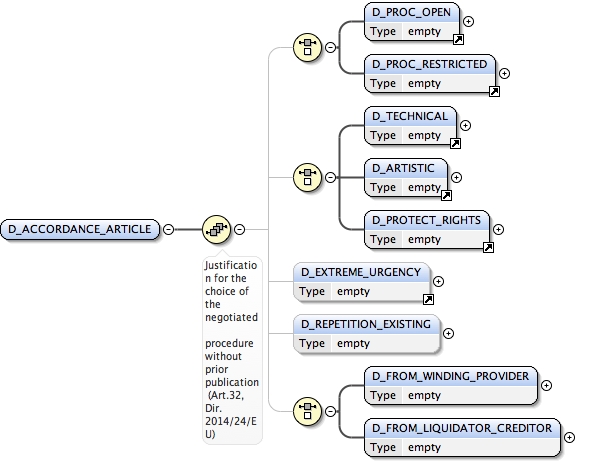 D_PROC_OPEN
Type empty
D_PROC_RESTRICTED
Type empty
D_TECHNICAL
Type empty
D_ARTISTIC
Type empty
D_PROTECT_RIGHTS
Type empty
D_ACCORDANCE_ARTICLE
Justificatio
n for the
choice of
the
negotiated
procedure
without
prior
publication
(Art.32,
Dir.
2014/24/E
U)
D_EXTREME_URGENCY
Type empty
D_REPETITION_EXISTING
Type empty
D_FROM_WINDING_PROVIDER
Type empty
D_FROM_LIQUIDATOR_CREDITOR
Type empty